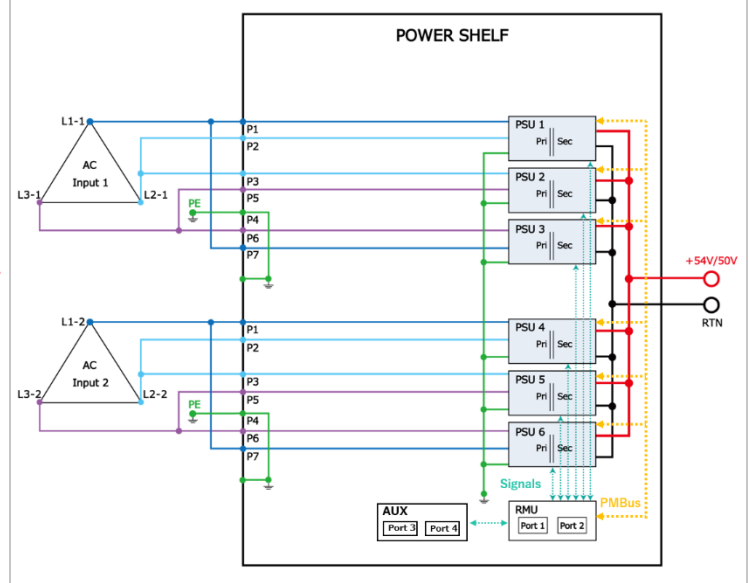 POWER SHELF
L1-1
AC
Input 1
L3-1
L2-1
PE
P1
P2
P3
P5
P4
P6
P7
PSU 1
Pri Sec
PSU 2
Pri Sec
PSU 3
Pri Sec
+54V/50V
RTN
L1-2
AC
Input 2
L3-2
L2-2
PE
P1
P2
P3
P5
P4
P6
P7
PSU 4
Pri Sec
PSU 5
Pri Sec
PSU 6
Pri Sec
Signals
PMBus
AUX
Port 3 Port 4
RMU
Port 1 Port 2